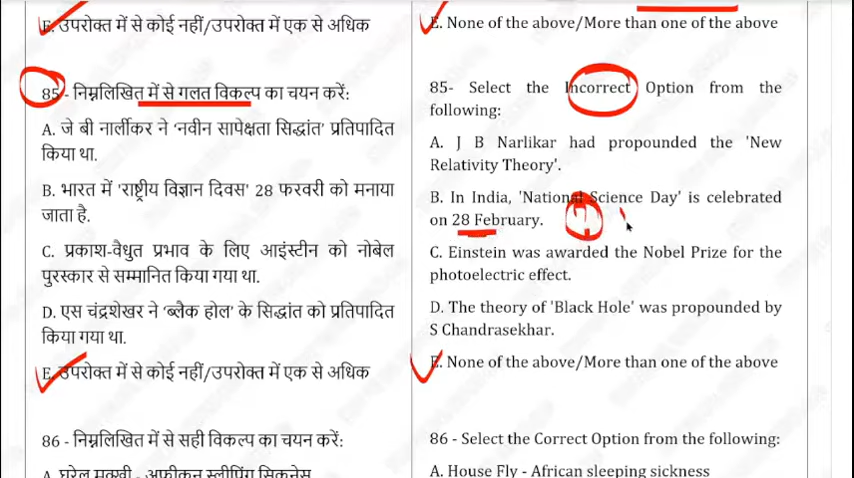 E. उपरोक्त में से कोई नहीं/उपरोक्त में एक से अधिक
85 - निम्नलिखित में से गलत विकल्प का चयन करें:
A. जे बी नार्लीकर ने 'नवीन सापेक्षता सिद्धांत' प्रतिपादित
किया था.
B. भारत में 'राष्ट्रीय विज्ञान दिवस' 28 फरवरी को मनाया
जाता है.
C. प्रकाश-वैधुत प्रभाव के लिए आइंस्टीन को नोबेल
पुरस्कार से सम्मानित किया गया था.
D. एस चंद्रशेखर ने 'ब्लैक होल' के सिद्धांत को प्रतिपादित
किया गया था.
E. उपरोक्त में से कोई नहीं/उपरोक्त में एक से अधिक
86 - निम्नलिखित में से सही विकल्प का चयन करें:
A. घरेलू मक्खी - अफ्रीकन स्लीपिंग सिकनेस
E. None of the above/More than one of the above
85- Select the Incorrect Option from the
following:
A. J B Narlikar had propounded the 'New
Relativity Theory'.
B. In India, 'National Science Day' is celebrated
on 28 February.
C. Einstein was awarded the Nobel Prize for the
photoelectric effect.
D. The theory of 'Black Hole' was propounded by
S Chandrasekhar.
E. None of the above/More than one of the above
86 - Select the Correct Option from the following:
A. House Fly - African sleeping sickness